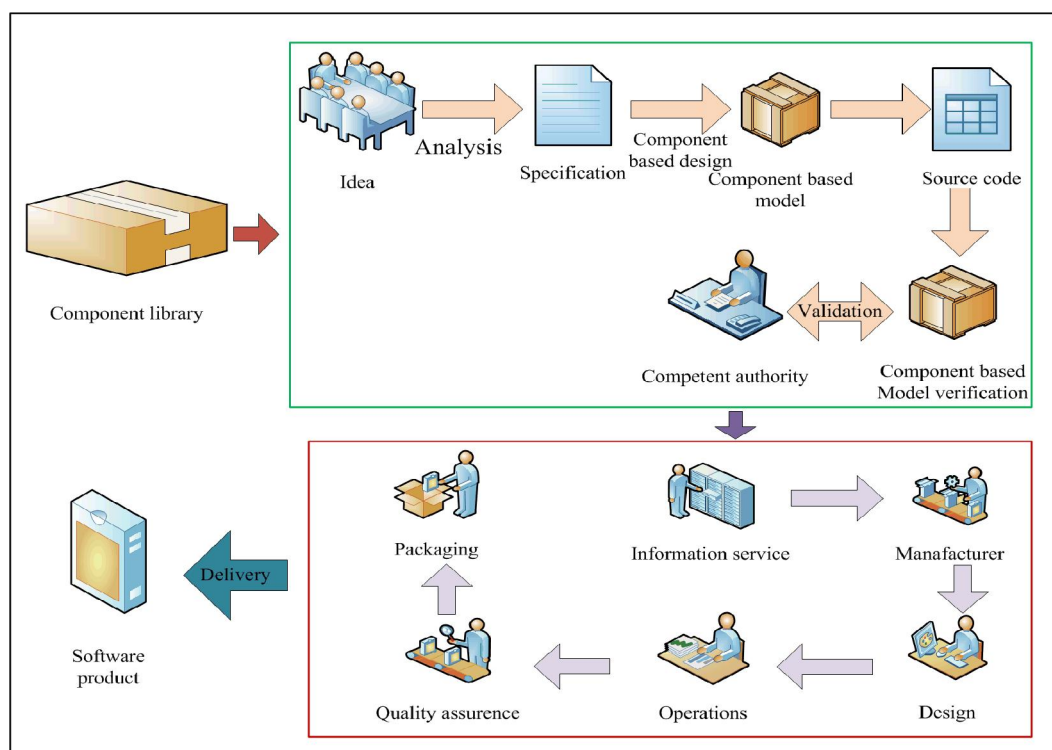 Idea
Analysis
Specification
Component
based design
Component based
model
Source code
Component library
Competent authority
Validation
Component based
Model verification
Packaging
Information service
Manafacturer
Delivery
Software
product
Quality assurence
Operations
Design